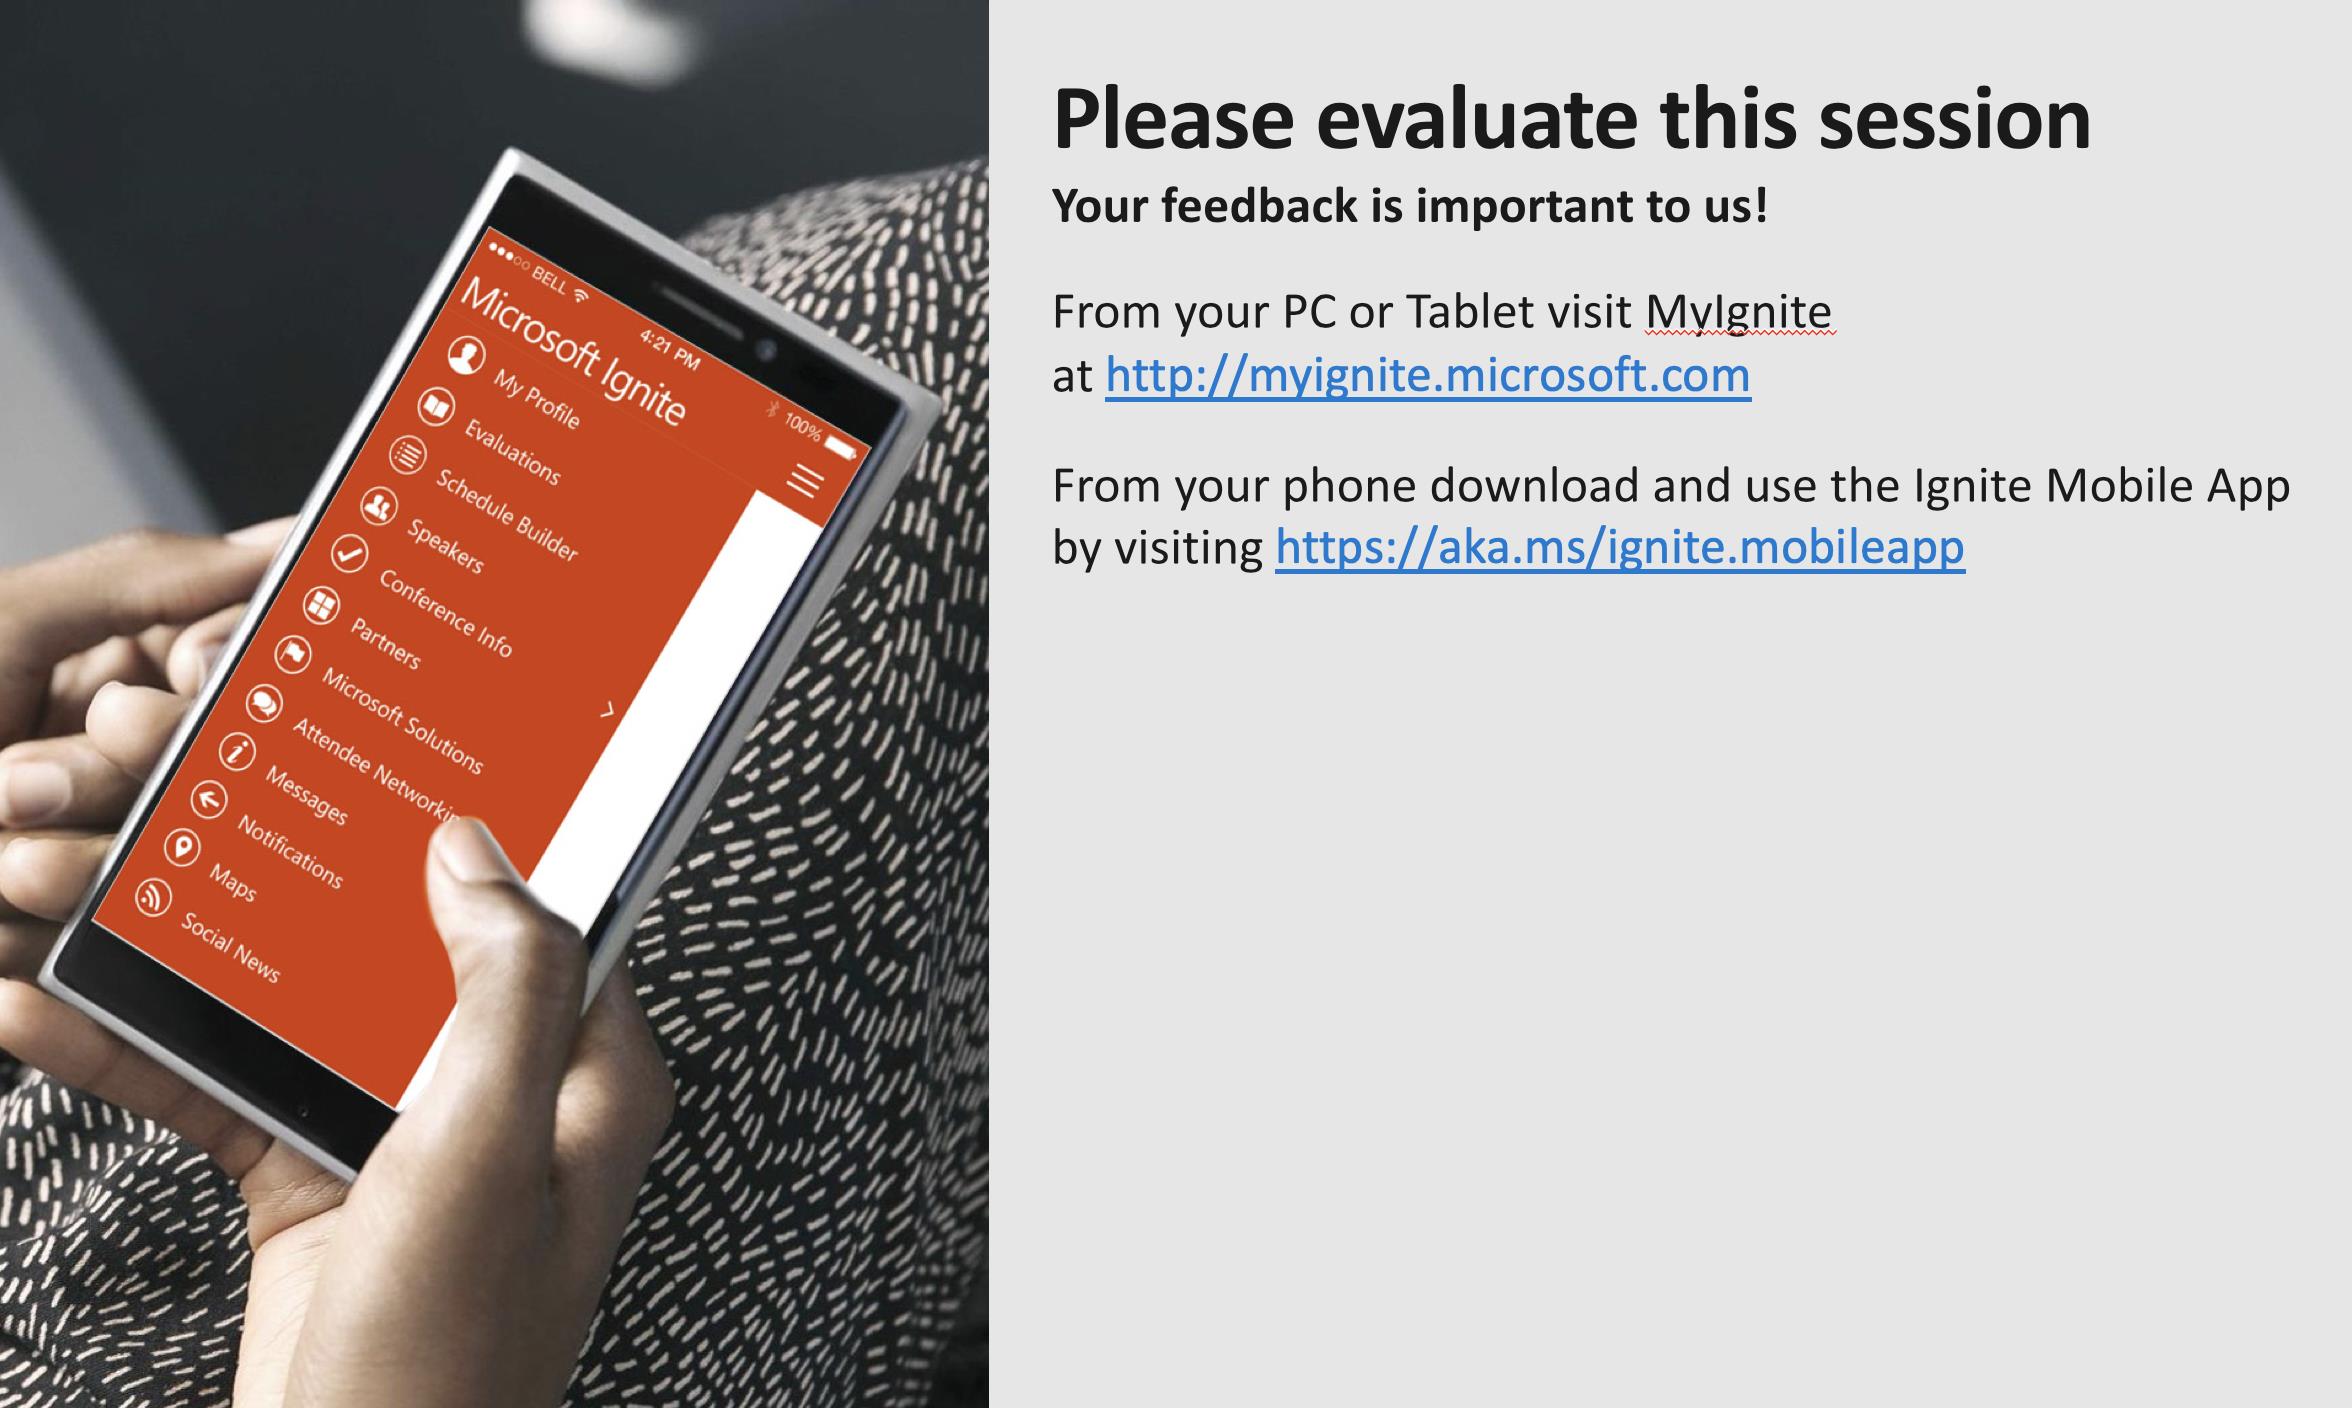 BELL
4:21 PM
100%
Microsoft Ignite
My Profile
Evaluations
Schedule Builder
Speakers
Conference Info
Partners
Microsoft Solutions
Attendee Networkin
Messages
Notifications
Maps
Social News
Please evaluate this session
Your feedback is important to us!
From your PC or Tablet visit MyIgnite
at http://myignite.microsoft.com
From your phone download and use the Ignite Mobile App
by visiting https://aka.ms/ignite.mobileapp